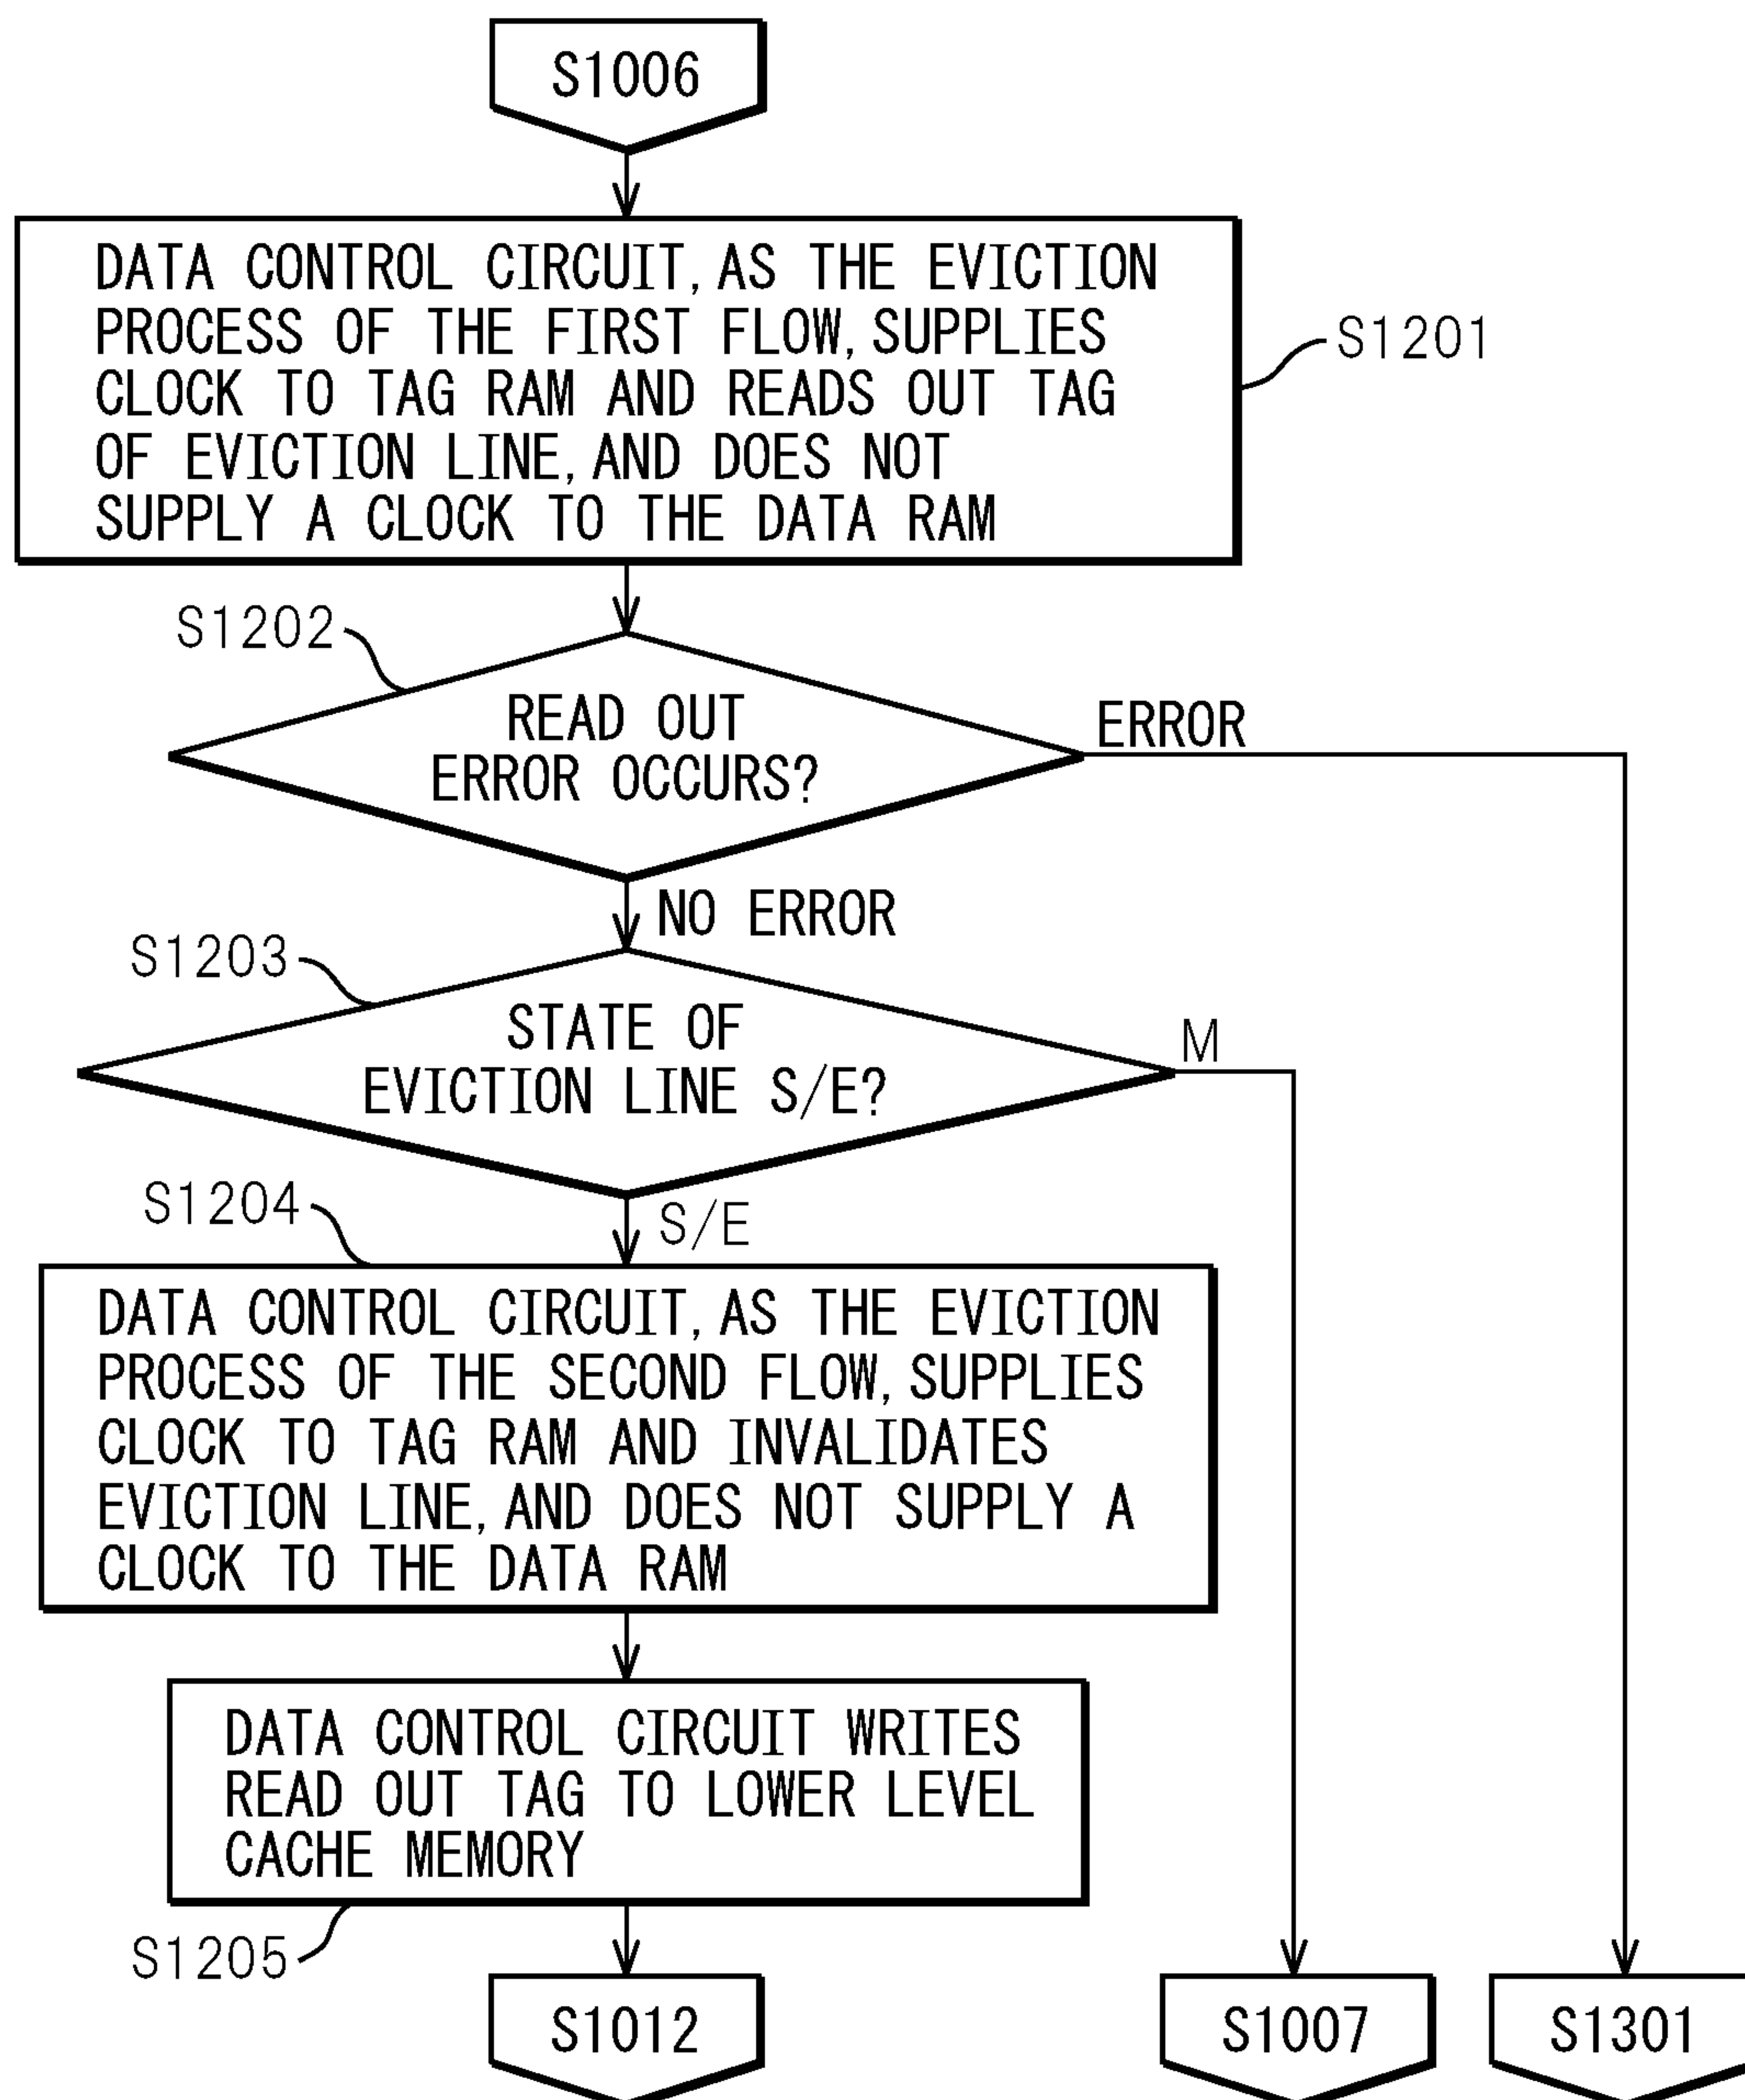 S1006
DATA CONTROL CIRCUIT, AS THE EVICTION
PROCESS OF THE FIRST FLOW, SUPPLIES
CLOCK TO TAG RAM AND READS OUT TAG
OF EVICTION LINE, AND DOES NOT
SUPPLY A CLOCK TO THE DATA RAM
S1201
S1202
READ OUT
ERROR OCCURS?
ERROR
NO ERROR
S1203
STATE OF
EVICTION LINE S/E?
M
S/E
S1204
DATA CONTROL CIRCUIT, AS THE EVICTION
PROCESS OF THE SECOND FLOW, SUPPLIES
CLOCK TO TAG RAM AND INVALIDATES
EVICTION LINE, AND DOES NOT SUPPLY A
CLOCK TO THE DATA RAM
DATA CONTROL CIRCUIT WRITES
READ OUT TAG TO LOWER LEVEL
CACHE MEMORY
S1205
S1012
S1007
S1301